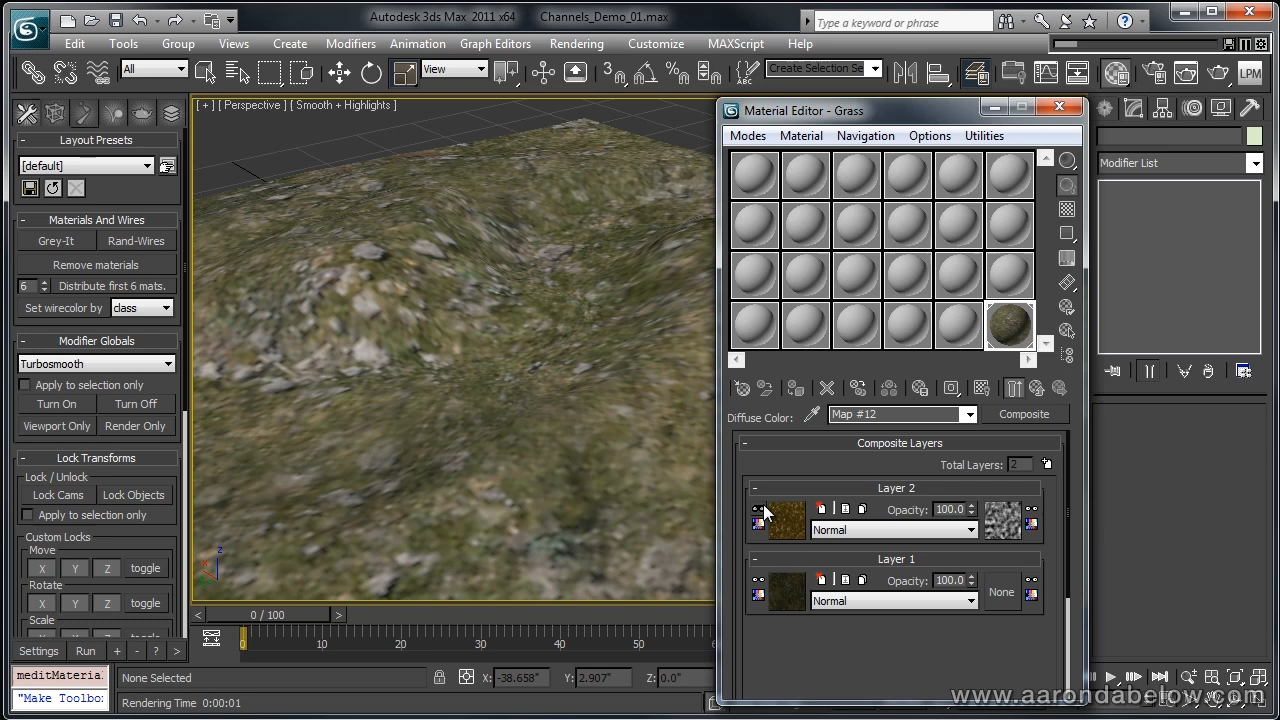 Autodesk 3ds Max 2011 x64 Channels_Demo_01.max
Type a keyword or phrase
Edit Tools Group Views Create Modifiers Animation Graph Editors Rendering Customize MAXScript Help
All View Create Selection Se LPM
[ + ] [ Perspective ] [ Smooth + Highlights ]
Layout Presets
[default]
Materials And Wires
Grey-It Rand-Wires
Remove materials
6 Distribute first 6 mats.
Set wirecolor by class
Modifier Globals
Turbosmooth
Apply to selection only
Turn On Turn Off
Viewport Only Render Only
Lock Transforms
Lock / Unlock
Lock Cams Lock Objects
Apply to selection only
Custom Locks
Move
X Y Z toggle
Rotate
X Y Z toggle
Scale
Settings Run + - ? >
meditMateria
"Make Toolbo
z
x
< 0 / 100 >
0 10 20 30 40 50 6
None Selected
X: -38.658" Y: 2.907" Z: 0.0"
Rendering Time 0:00:01
Material Editor - Grass
Modes Material Navigation Options Utilities
Diffuse Color: Map #12 Composite
Composite Layers
Total Layers: 2
Layer 2
Opacity: 100.0
Normal
Layer 1
Opacity: 100.0
Normal
None
Modifier List
www.aarondabelow.com